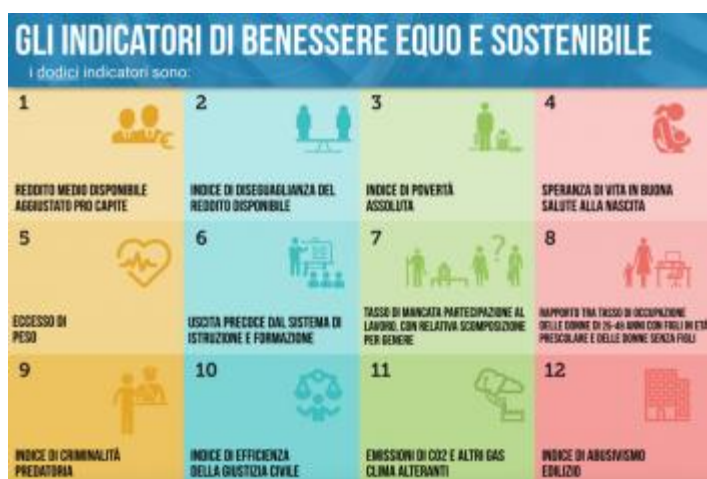 GLI INDICATORI DI BENESSERE EQUO E SOSTENIBILE
i dodici indicatori sono:
1
REDDITO MEDIO DISPONIBILE
AGGIUSTATO PRO CAPITE
2
INDICE DI DISEGUAGLIANZA DEL
REDDITO DISPONIBILE
3
INDICE DI POVERTÀ
ASSOLUTA
4
SPERANZA DI VITA IN BUONA
SALUTE ALLA NASCITA
5
ECCESSO DI
PESO
6
USCITA PRECOCE DAL SISTEMA DI
ISTRUZIONE E FORMAZIONE
7
?
TASSO DI MANCATA PARTECIPAZIONE AL
LAVORO, CON RELATIVA SCOMPOSIZIONE
PER GENERE
8
RAPPORTO TRA TASSO DI OCCUPAZIONE
DELLE DONNE DI 25-49 ANNI CON FIGLI IN ETÀ
PRESCOLARE E DELLE DONNE SENZA FIGLI
9
INDICE DI CRIMINALITÀ
PREDATORIA
10
INDICE DI EFFICIENZA
DELLA GIUSTIZIA CIVILE
11
EMISSIONI DI CO2 E ALTRI GAS
CLIMA ALTERANTI
12
INDICE DI ABUSIVISMO
EDILIZIO